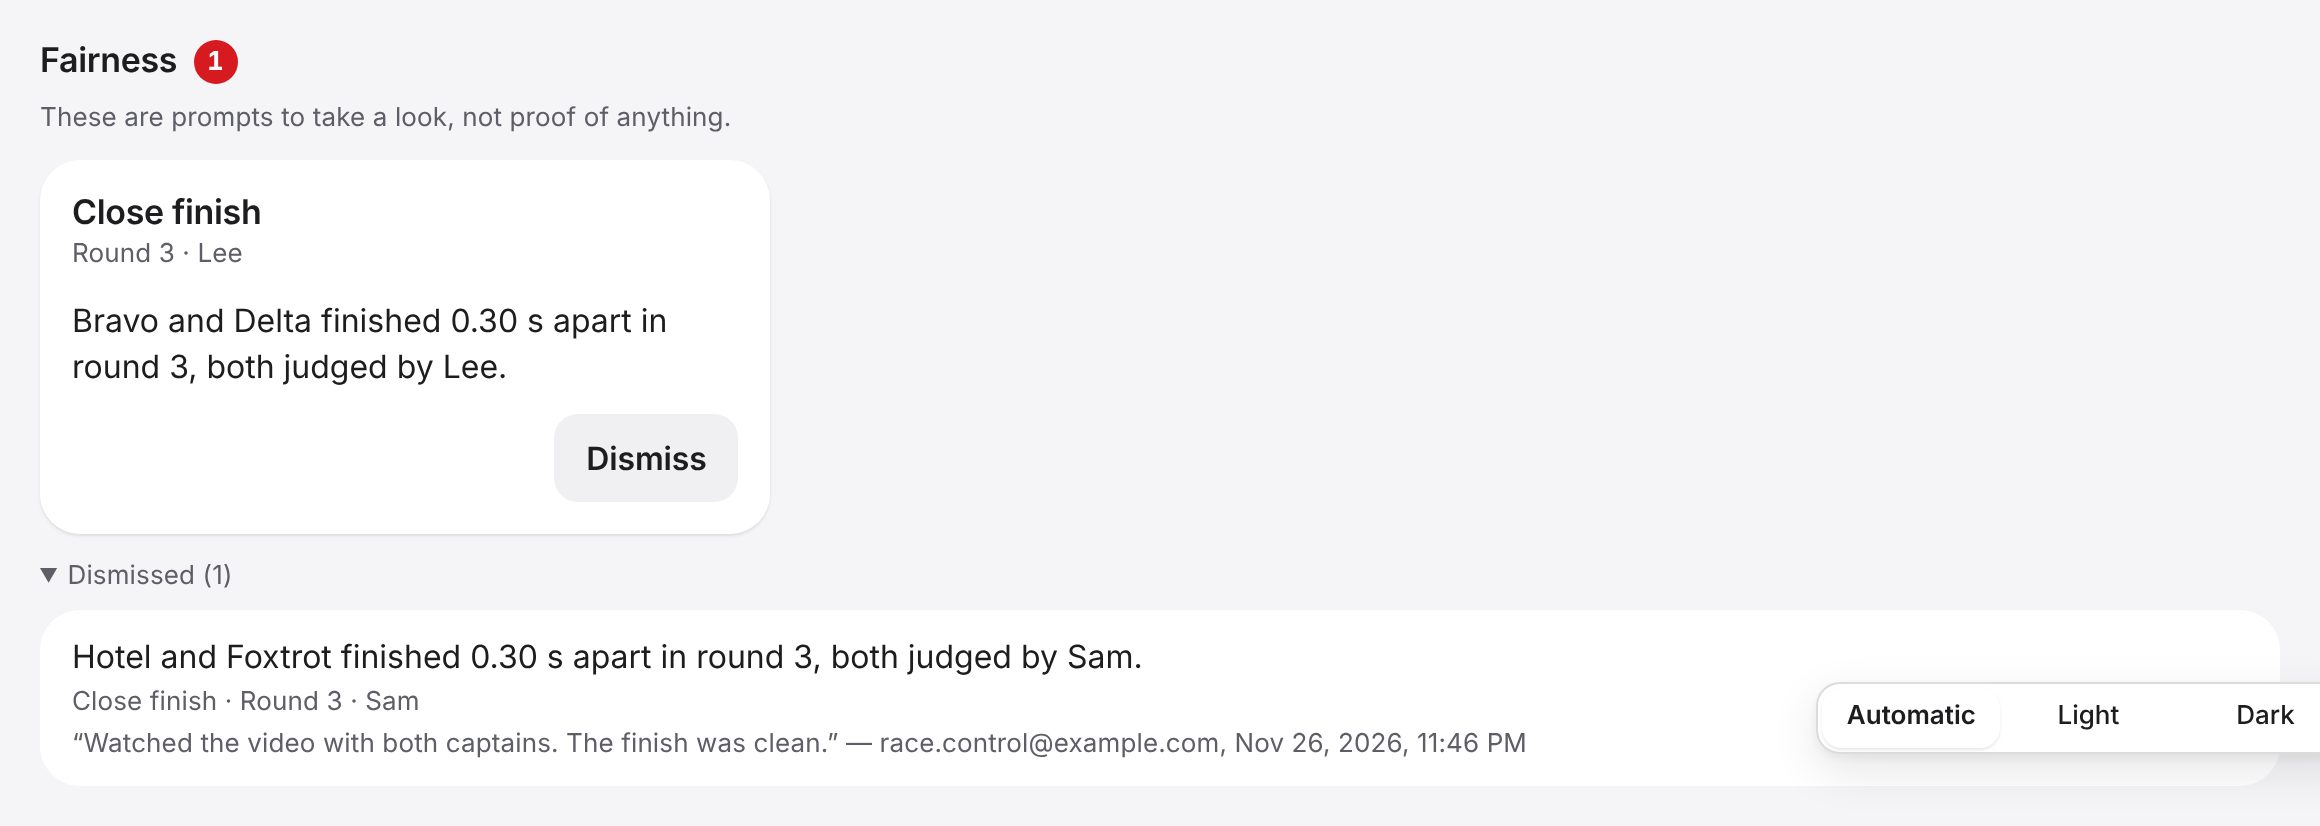 Fairness 1
These are prompts to take a look, not proof of anything.
Close finish
Round 3 · Lee
Bravo and Delta finished 0.30 s apart in
round 3, both judged by Lee.
Dismiss
▼ Dismissed (1)
Hotel and Foxtrot finished 0.30 s apart in round 3, both judged by Sam.
Close finish · Round 3 · Sam
“Watched the video with both captains. The finish was clean.” — race.control@example.com, Nov 26, 2026, 11:46 PM
Automatic Light Dark